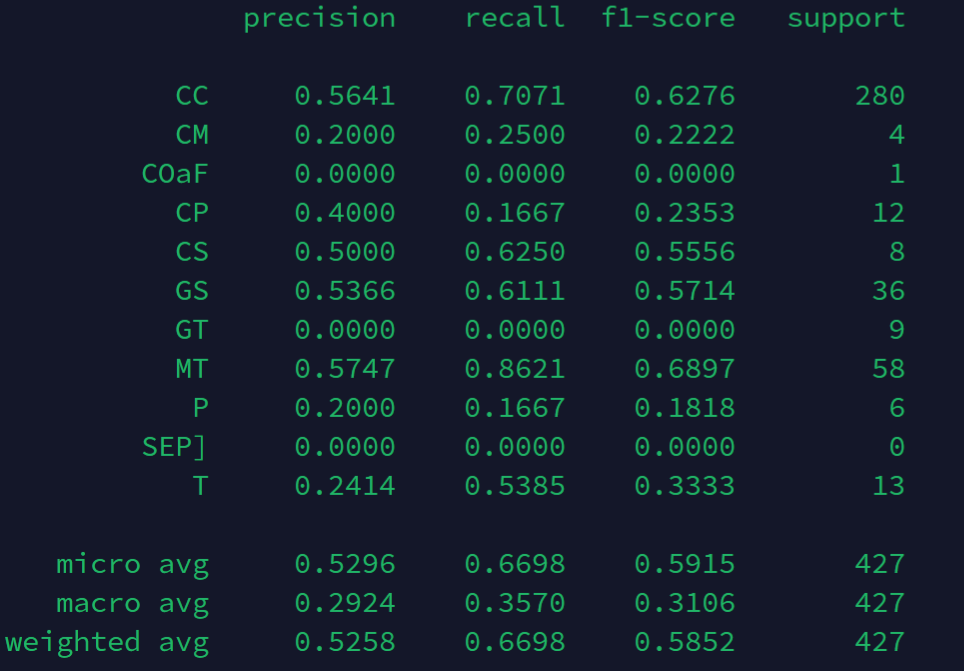 precision recall f1-score support
CC 0.5641 0.7071 0.6276 280
CM 0.2000 0.2500 0.2222 4
COaF 0.0000 0.0000 0.0000 1
CP 0.4000 0.1667 0.2353 12
CS 0.5000 0.6250 0.5556 8
GS 0.5366 0.6111 0.5714 36
GT 0.0000 0.0000 0.0000 9
MT 0.5747 0.8621 0.6897 58
P 0.2000 0.1667 0.1818 6
SEP] 0.0000 0.0000 0.0000 0
T 0.2414 0.5385 0.3333 13
micro avg 0.5296 0.6698 0.5915 427
macro avg 0.2924 0.3570 0.3106 427
weighted avg 0.5258 0.6698 0.5852 427